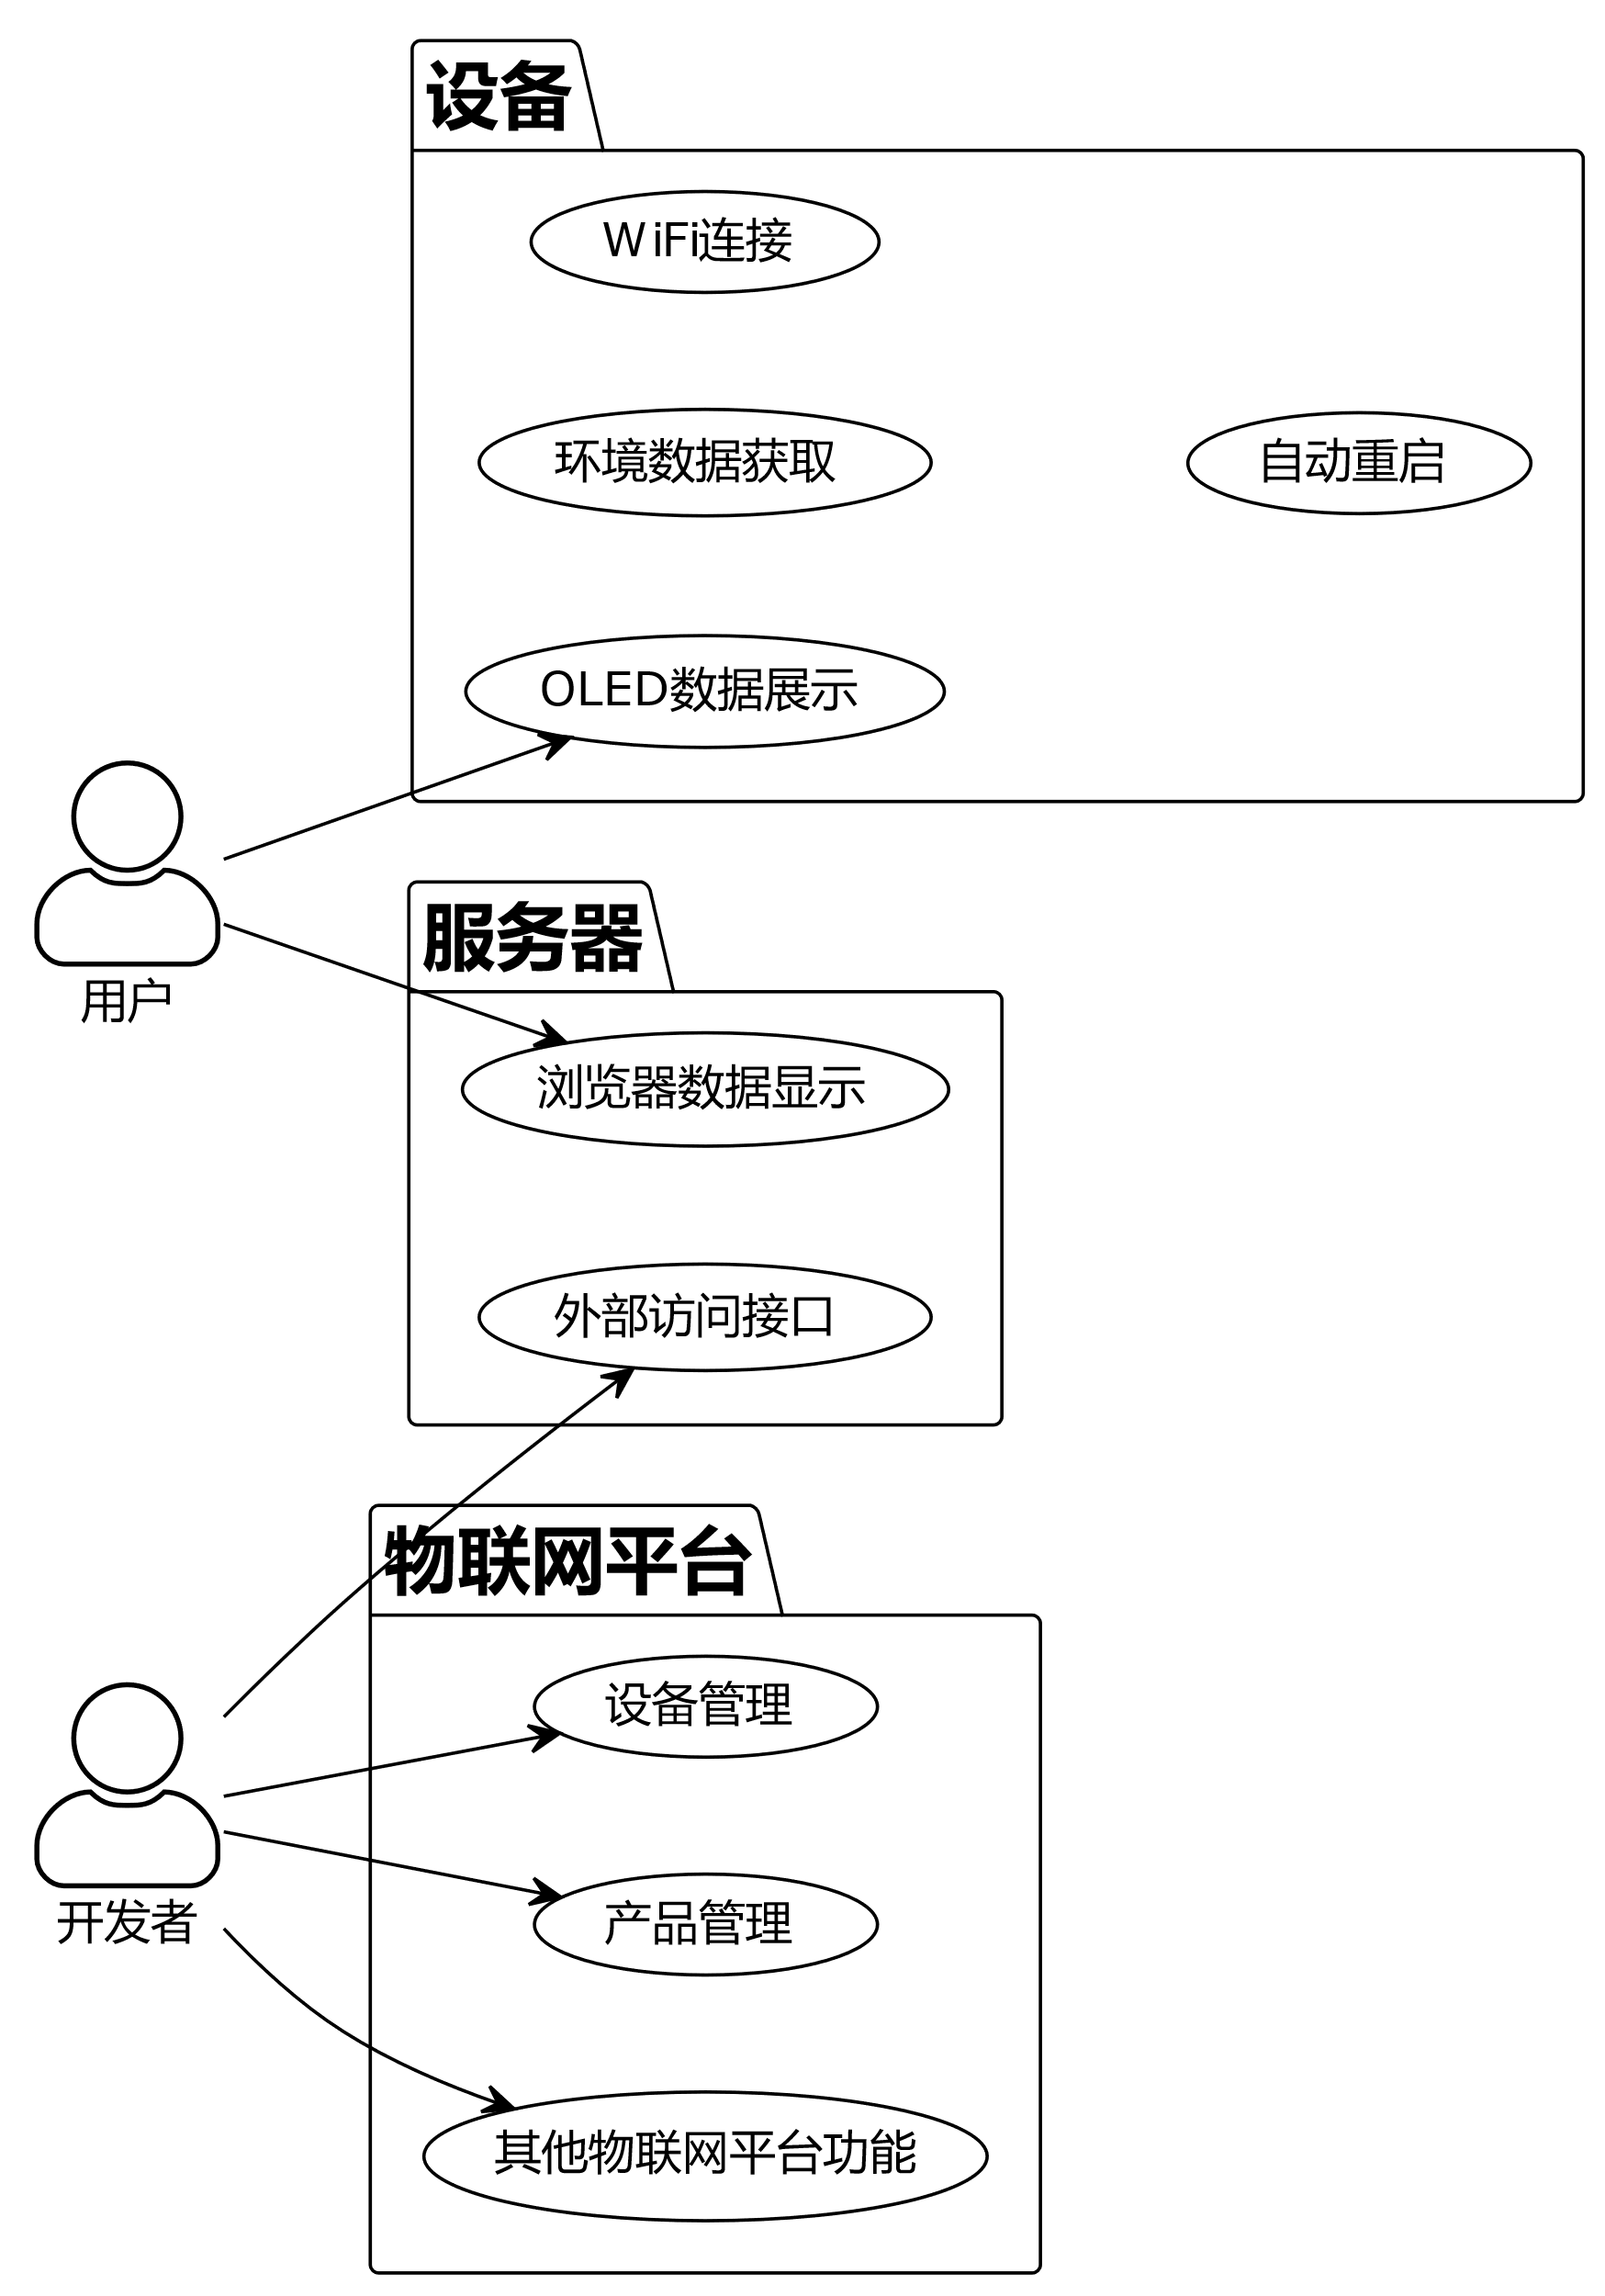 设备
WiFi连接
环境数据获取
自动重启
OLED数据展示
用户
服务器
浏览器数据显示
外部访问接口
物联网平台
设备管理
开发者
产品管理
其他物联网平台功能